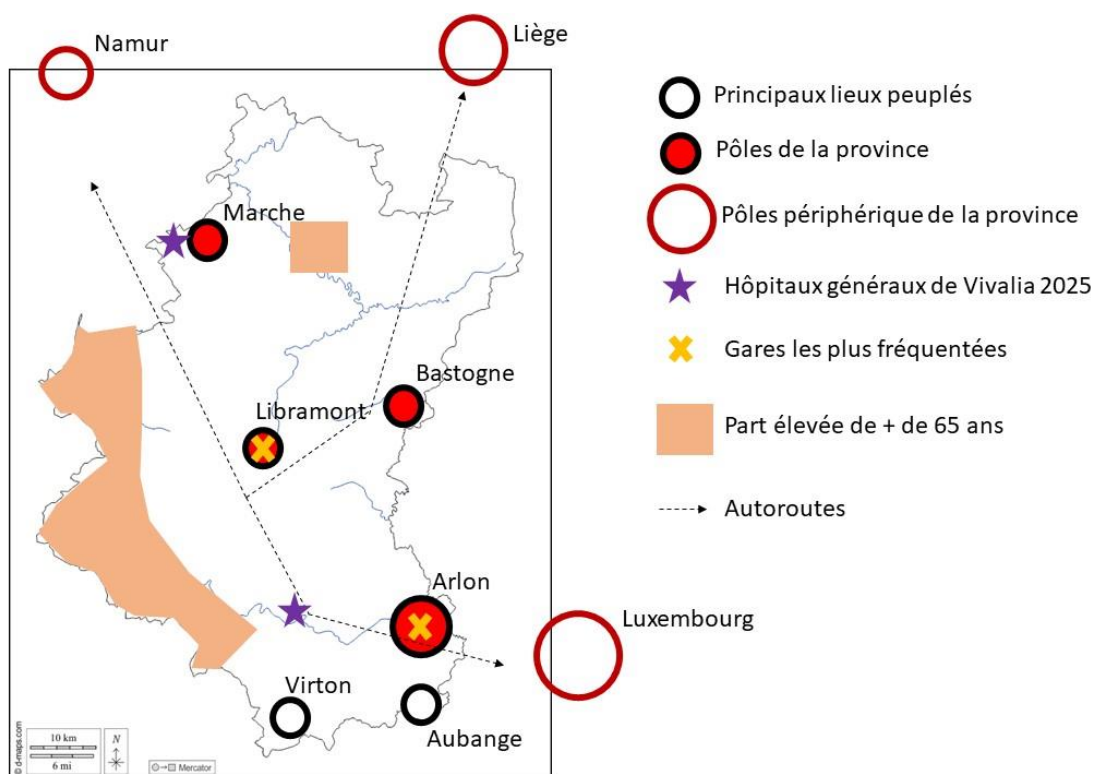 Namur
Liège
Principaux lieux peuplés
Pôles de la province
Marche
Pôles périphérique de la province
Hôpitaux généraux de Vivalia 2025
Gares les plus fréquentées
Bastogne
Libramont
Part élevée de + de 65 ans
Autoroutes
Arlon
Luxembourg
Virton
Aubange
10 km
6 mi
N
Mercator
© d-maps.com